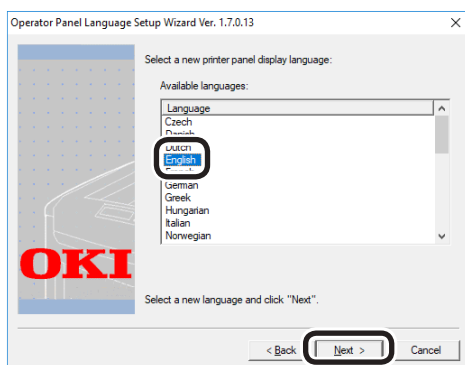 Operator Panel Language Setup Wizard Ver. 1.7.0.13
Select a new printer panel display language:
Available languages:
Language
Czech
Danish
Dutch
English
French
German
Greek
Hungarian
Italian
Norwegian
OKI
Select a new language and click "Next".
< Back
Next >
Cancel